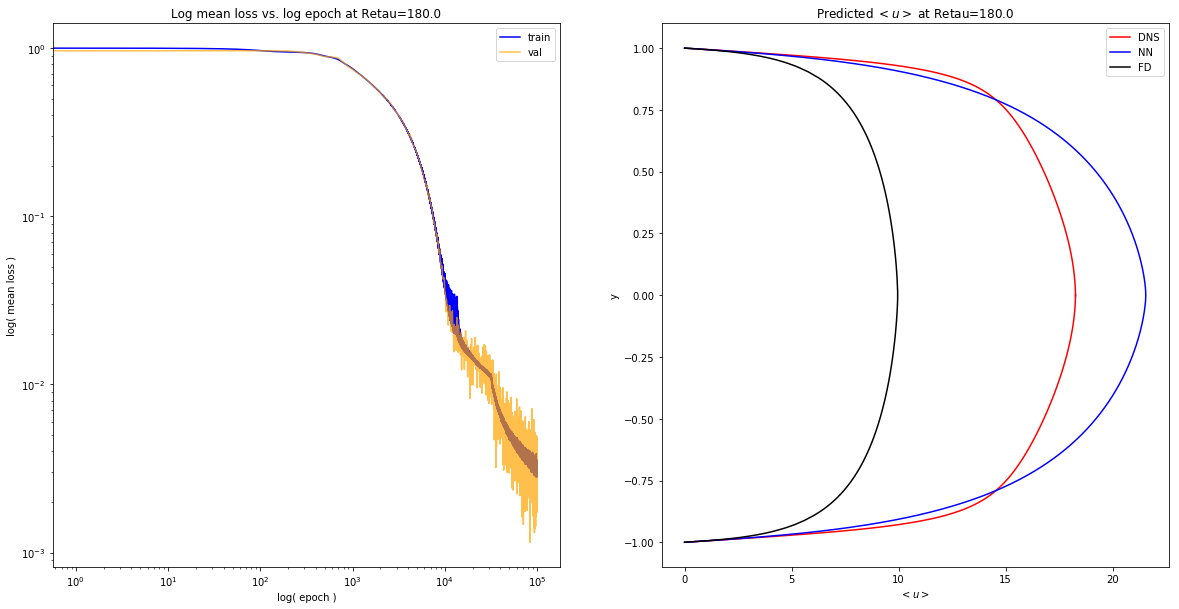 Log mean loss vs. log epoch at Retau=180.0
train
val
10⁰
10⁻¹
10⁻²
10⁻³
log( mean loss )
10⁰ 10¹ 10² 10³ 10⁴ 10⁵
log( epoch )
Predicted < u > at Retau=180.0
DNS
NN
FD
1.00
0.75
0.50
0.25
0.00
−0.25
−0.50
−0.75
−1.00
y
0 5 10 15 20
< u >